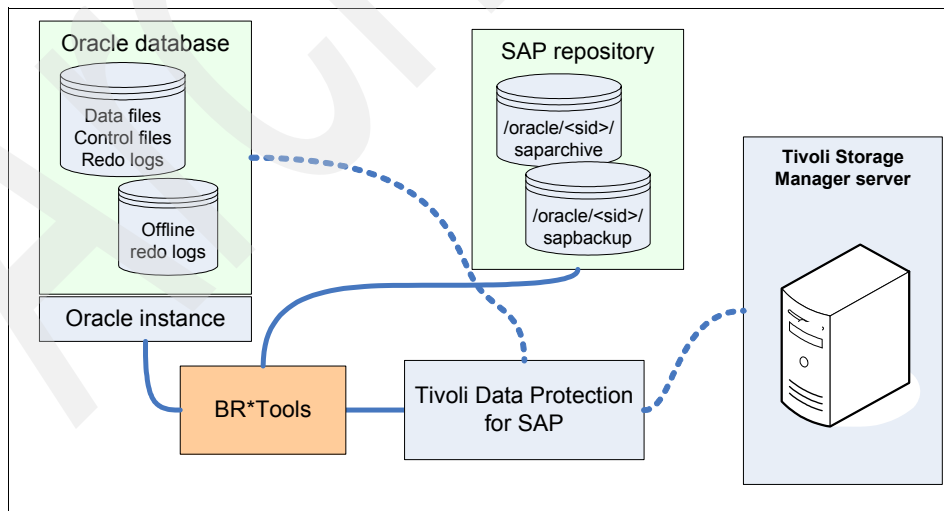 Oracle database
Data files
Control files
Redo logs
Offline
redo logs
Oracle instance
SAP repository
/oracle/<sid>/
saparchive
/oracle/<sid>/
sapbackup
BR*Tools
Tivoli Data Protection
for SAP
Tivoli Storage
Manager server